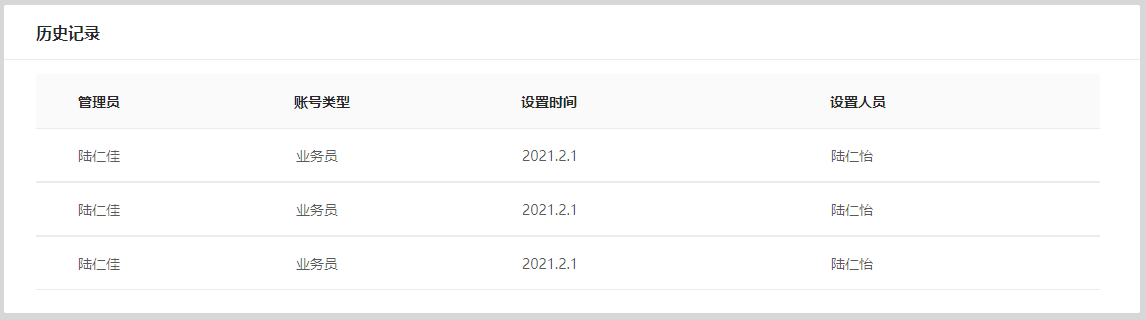 历史记录
管理员 账号类型 设置时间 设置人员
陆仁佳 业务员 2021.2.1 陆仁怡
陆仁佳 业务员 2021.2.1 陆仁怡
陆仁佳 业务员 2021.2.1 陆仁怡